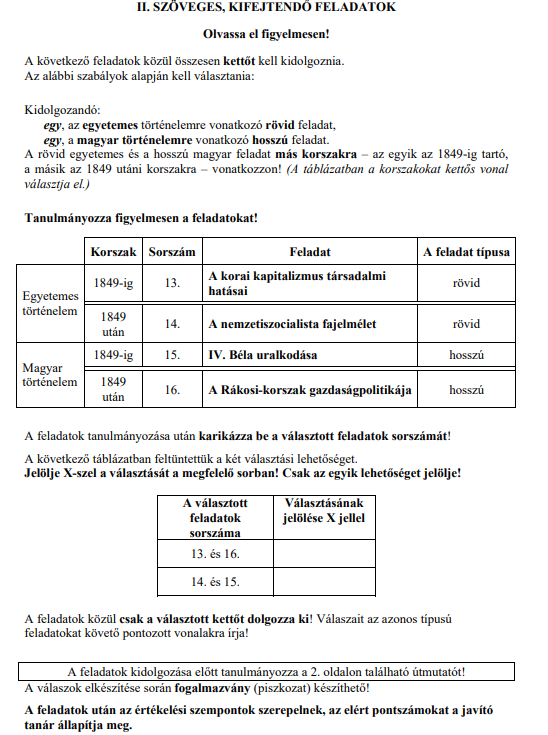 II. SZÖVEGES, KIFEJTENDŐ FELADATOK
Olvassa el figyelmesen!
A következő feladatok közül összesen kettőt kell kidolgoznia.
Az alábbi szabályok alapján kell választania:
Kidolgozandó:
egy, az egyetemes történelemre vonatkozó rövid feladat,
egy, a magyar történelemre vonatkozó hosszú feladat.
A rövid egyetemes és a hosszú magyar feladat más korszakra – az egyik az 1849-ig tartó,
a másik az 1849 utáni korszakra – vonatkozzon! (A táblázatban a korszakokat kettős vonal
választja el.)
Tanulmányozza figyelmesen a feladatokat!
Korszak Sorszám Feladat A feladat típusa
Egyetemes történelem 1849-ig 13. A korai kapitalizmus társadalmi
hatásai rövid
1849
után 14. A nemzetiszocialista fajelmélet rövid
Magyar történelem 1849-ig 15. IV. Béla uralkodása hosszú
1849
után 16. A Rákosi-korszak gazdaságpolitikája hosszú
A feladatok tanulmányozása után karikázza be a választott feladatok sorszámát!
A következő táblázatban feltüntettük a két választási lehetőséget.
Jelölje X-szel a választását a megfelelő sorban! Csak az egyik lehetőséget jelölje!
A választott
feladatok
sorszáma
Választásának
jelölése X jellel
13. és 16.
14. és 15.
A feladatok közül csak a választott kettőt dolgozza ki! Válaszait az azonos típusú
feladatokat követő pontozott vonalakra írja!
A feladatok kidolgozása előtt tanulmányozza a 2. oldalon található útmutatót!
A válaszok elkészítése során fogalmazvány (piszkozat) készíthető!
A feladatok után az értékelési szempontok szerepelnek, az elért pontszámokat a javító
tanár állapítja meg.